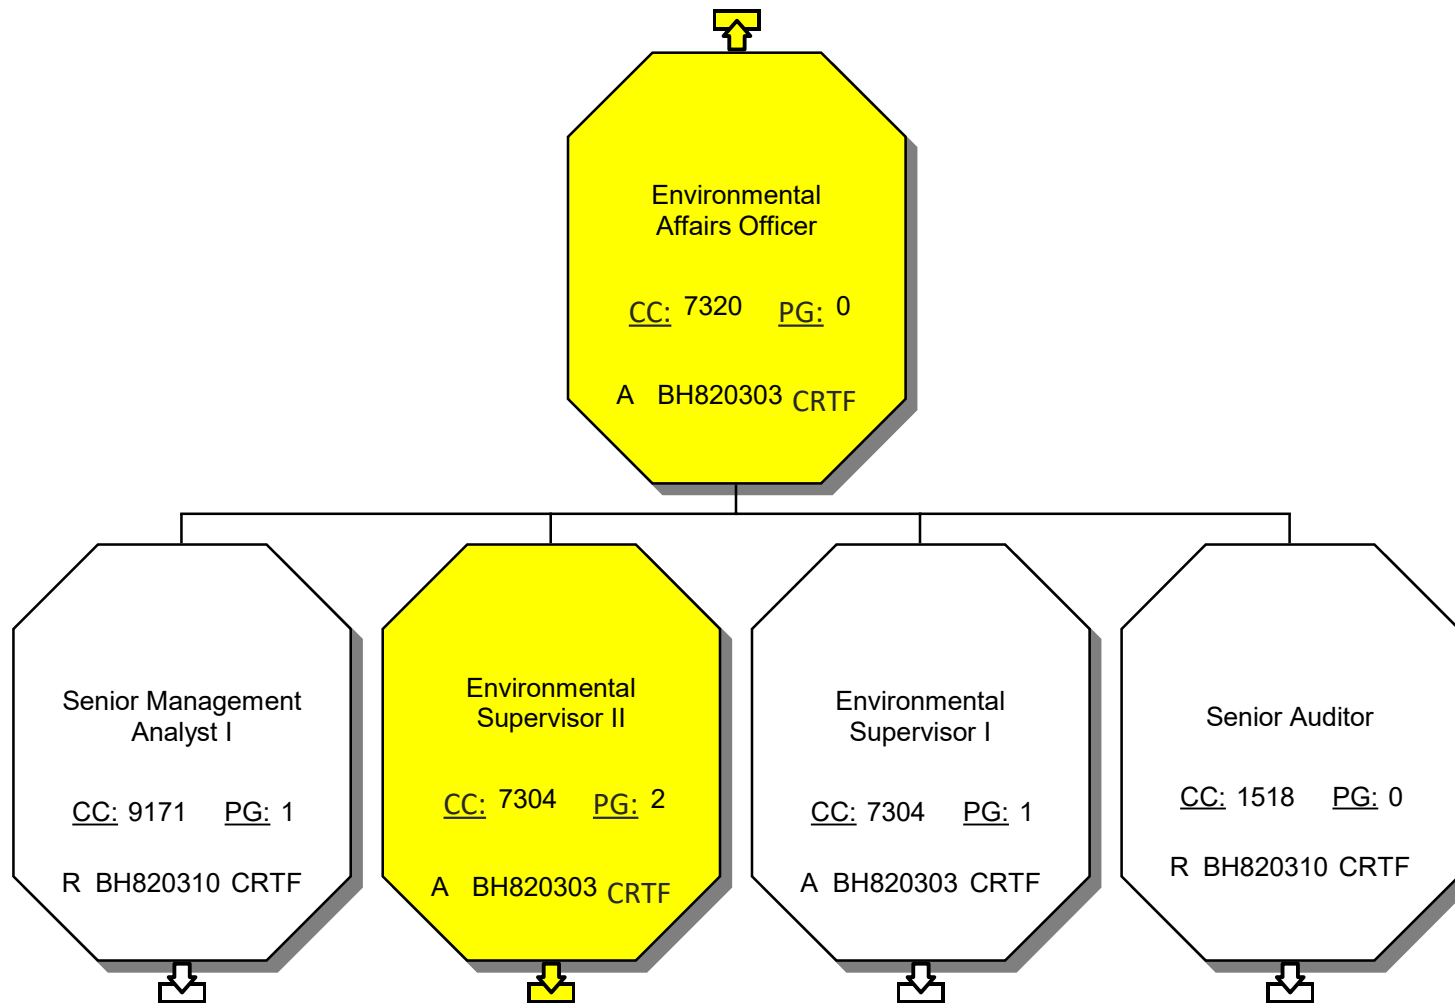 Environmental
Affairs Officer
CC: 7320 PG: 0
A BH820303 CRTF
Senior Management
Analyst I
CC: 9171 PG: 1
R BH820310 CRTF
Environmental
Supervisor II
CC: 7304 PG: 2
A BH820303 CRTF
Environmental
Supervisor I
CC: 7304 PG: 1
A BH820303 CRTF
Senior Auditor
CC: 1518 PG: 0
R BH820310 CRTF